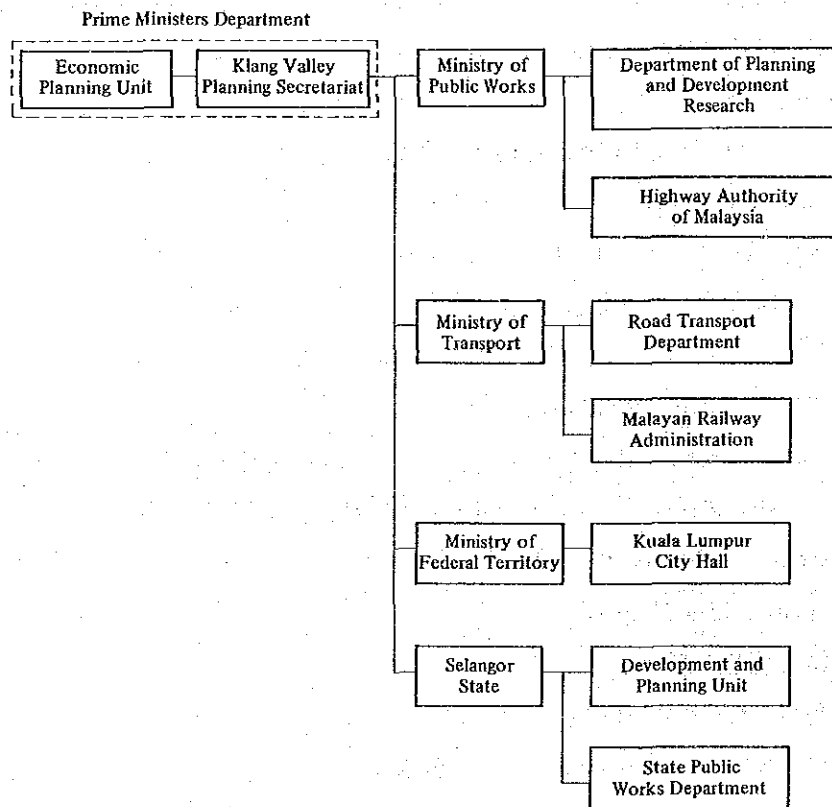 Prime Ministers Department
Economic
Planning Unit
Klang Valley
Planning Secretariat
Ministry of
Public Works
Department of Planning
and Development
Research
Highway Authority
of Malaysia
Ministry of
Transport
Road Transport
Department
Malayan Railway
Administration
Ministry of
Federal Territory
Kuala Lumpur
City Hall
Selangor
State
Development and
Planning Unit
State Public
Works Department